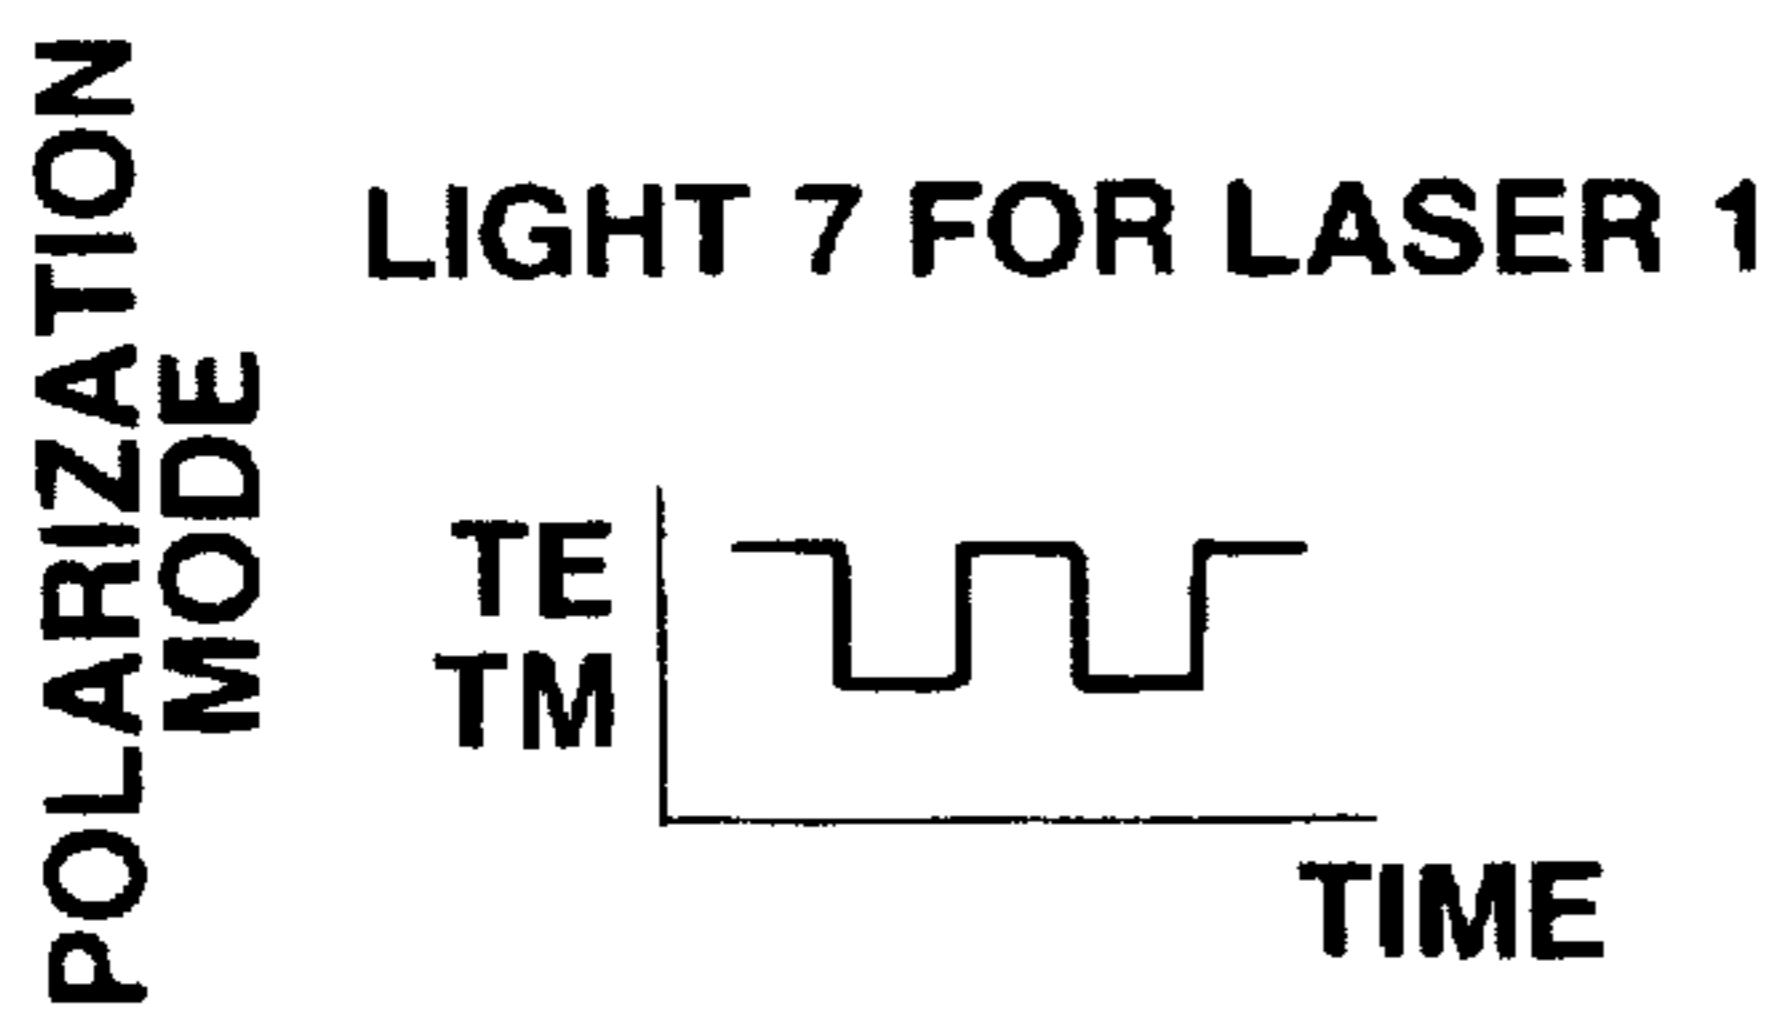 POLARIZATION
MODE
LIGHT 7 FOR LASER 1
TE
TM
TIME